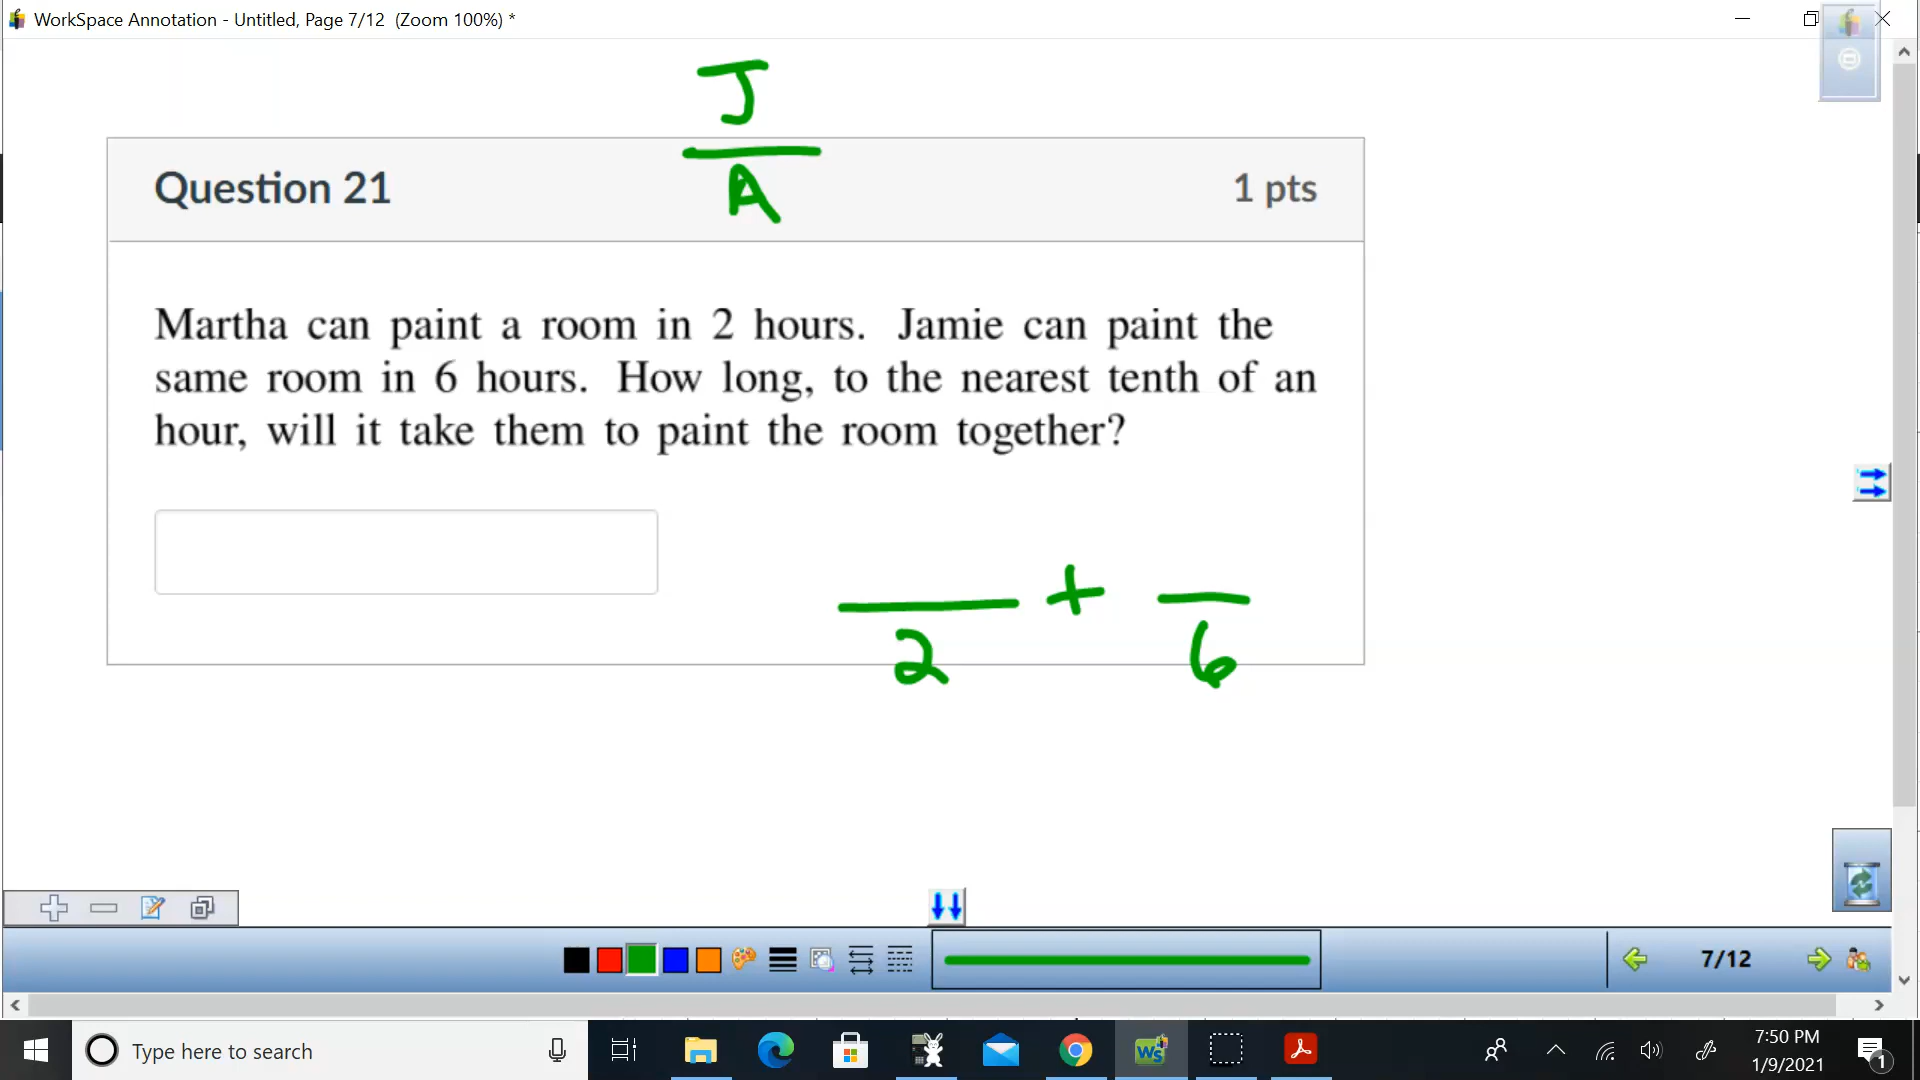 WorkSpace Annotation - Untitled, Page 7/12 (Zoom 100%) *
J
A
Question 21
1 pts
Martha can paint a room in 2 hours. Jamie can paint the
same room in 6 hours. How long, to the nearest tenth of an
hour, will it take them to paint the room together?
+
2
6
7/12
Type here to search
WS
7:50 PM
1/9/2021
1